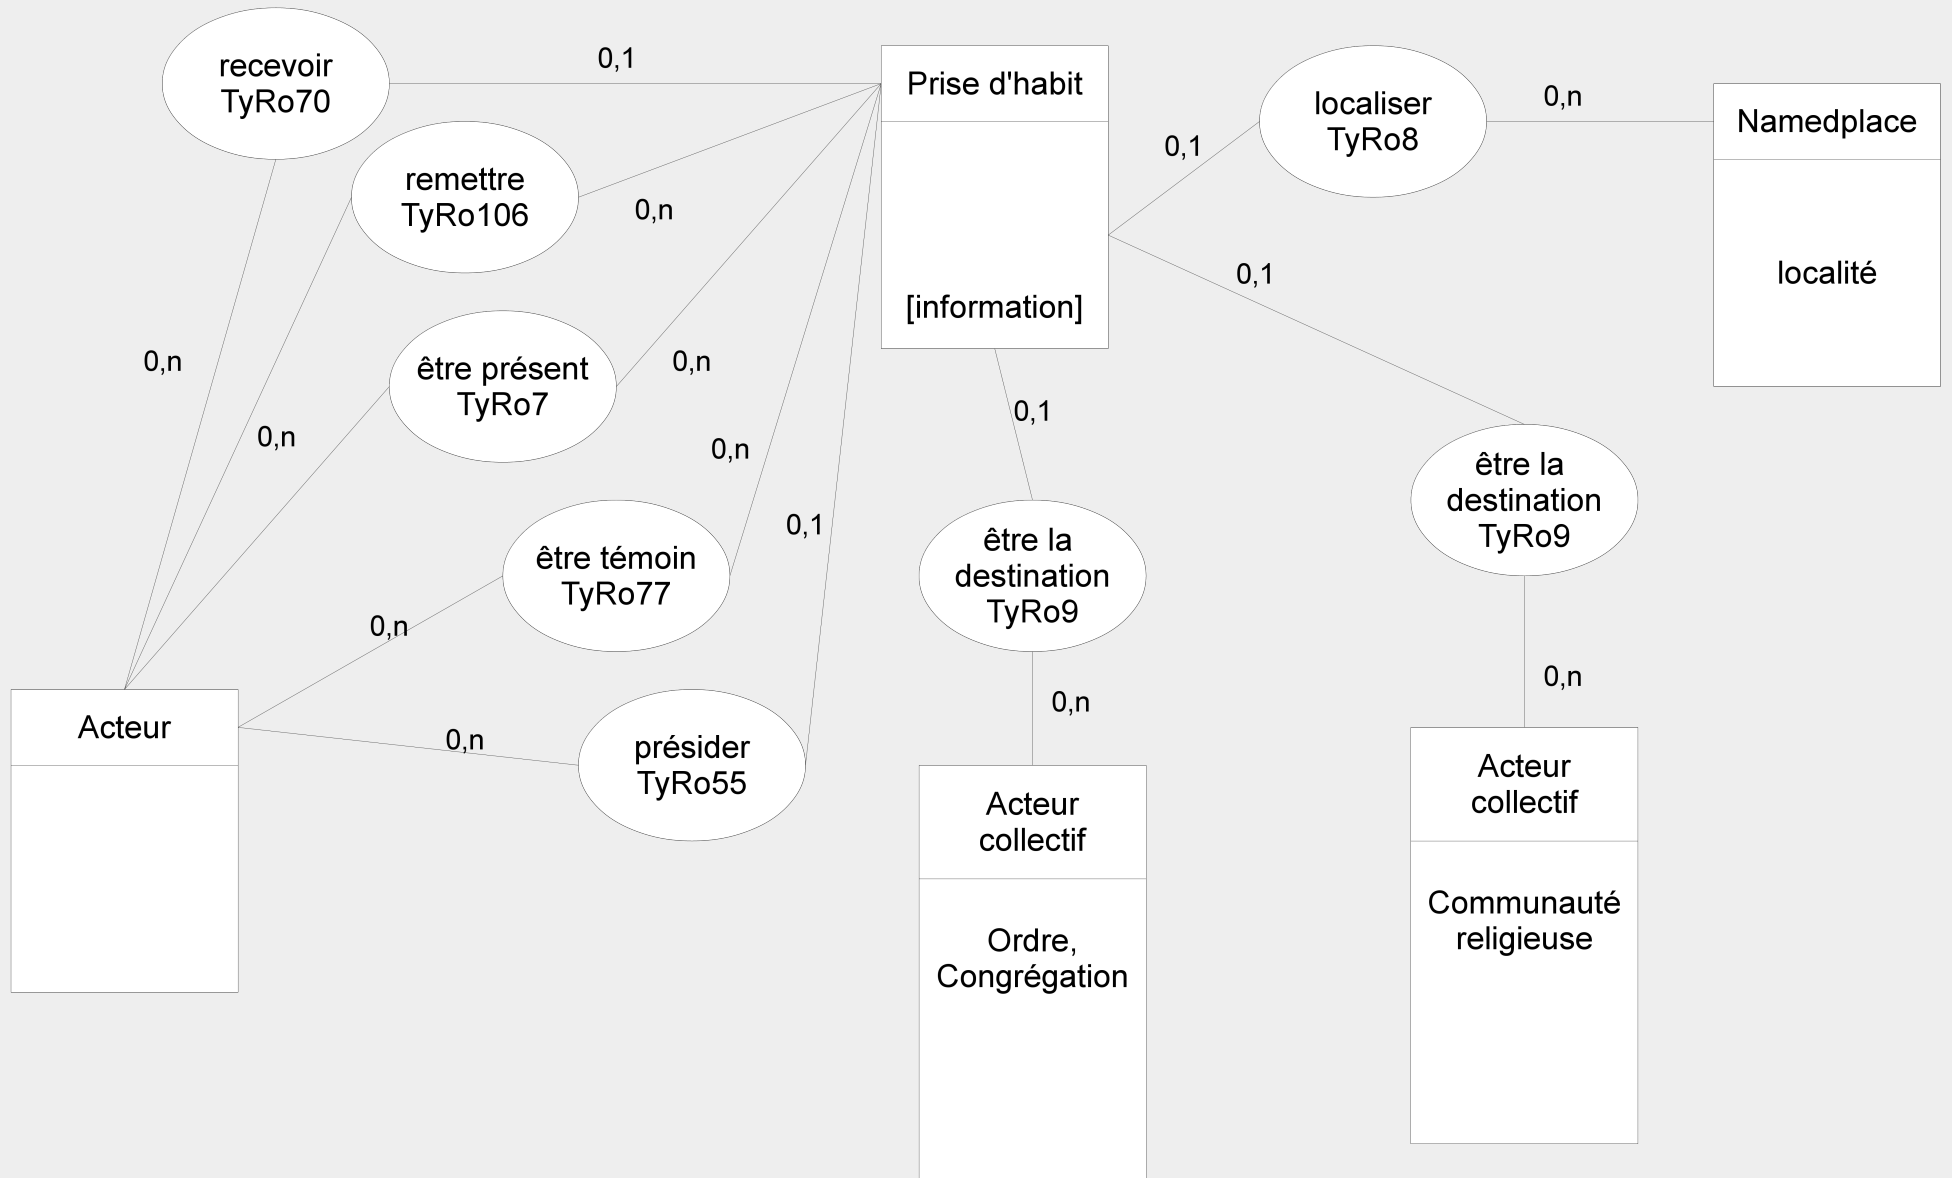 recevoir
TyRo70
0,1
Prise d'habit
[information]
localiser
TyRo8
0,n
Namedplace
localité
0,1
remettre
TyRo106
0,n
0,1
0,n
être présent
TyRo7
0,n
0,n
0,n
0,1
0,1
être la
destination
TyRo9
être témoin
TyRo77
0,n
être la
destination
TyRo9
0,n
0,n
Acteur
0,n
présider
TyRo55
Acteur
collectif
Ordre,
Congrégation
Acteur
collectif
Communauté
religieuse